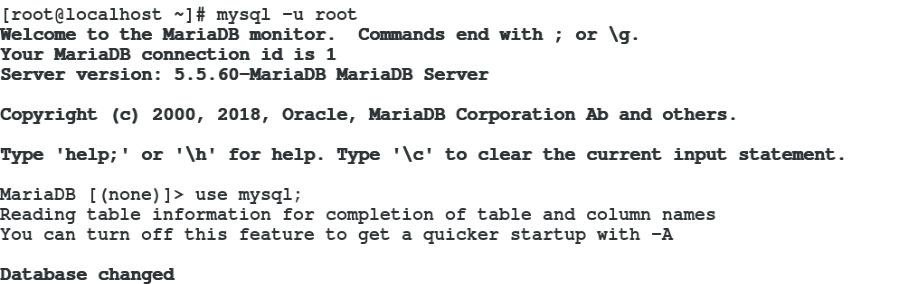 [root@localhost ~]# mysql -u root
Welcome to the MariaDB monitor.  Commands end with ; or \g.
Your MariaDB connection id is 1
Server version: 5.5.60-MariaDB MariaDB Server
Copyright (c) 2000, 2018, Oracle, MariaDB Corporation Ab and others.
Type 'help;' or '\h' for help. Type '\c' to clear the current input statement.
MariaDB [(none)]> use mysql;
Reading table information for completion of table and column names
You can turn off this feature to get a quicker startup with -A
Database changed